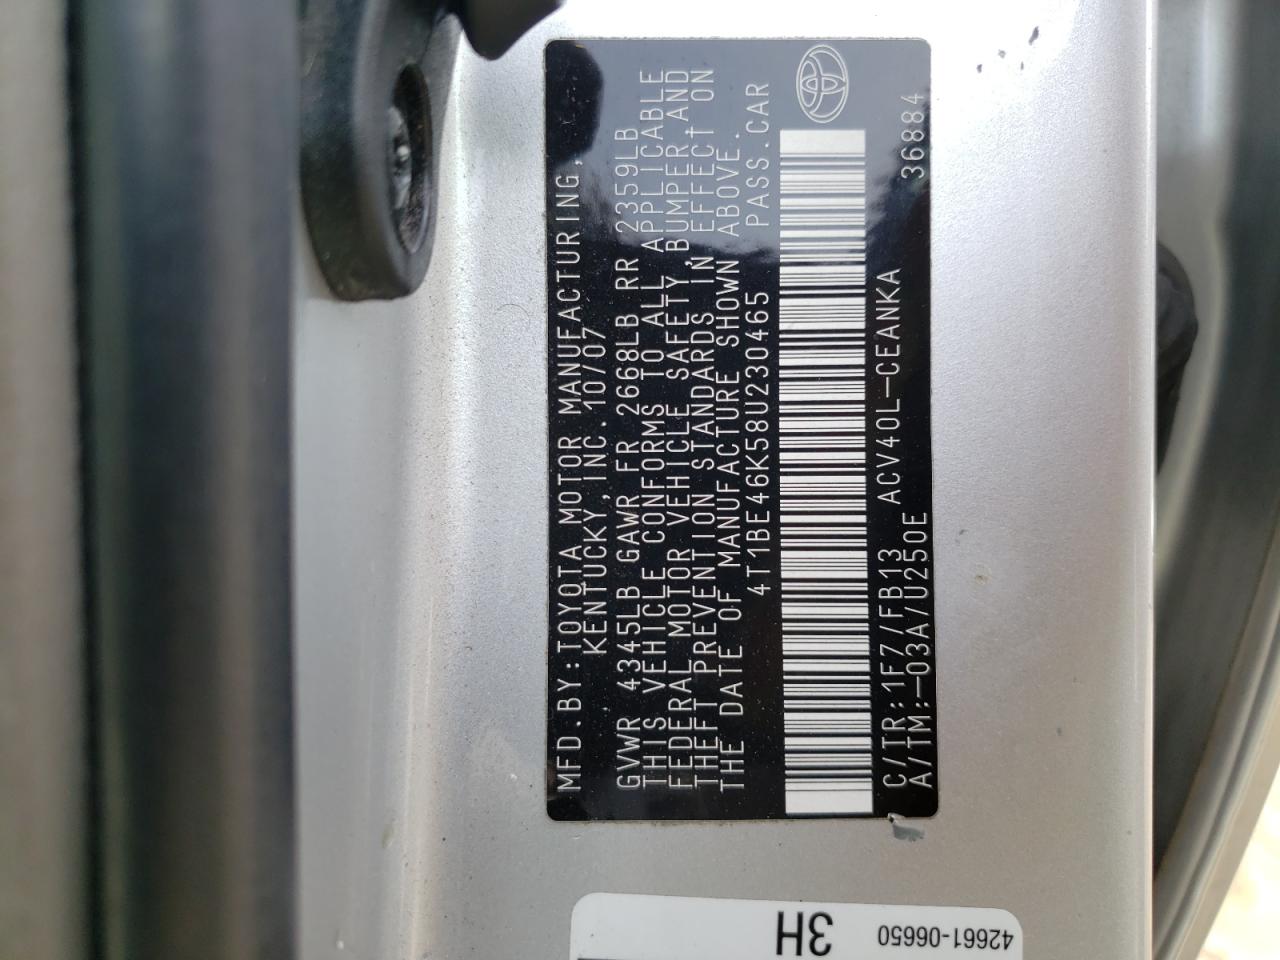 MFD.BY:TOYOTA MOTOR MANUFACTURING,
KENTUCKY,INC.10/07
GVWR 4345LB GAWR FR 2668LB RR 2359LB
THIS VEHICLE CONFORMS TO ALL APPLICABLE
FEDERAL MOTOR VEHICLE SAFETY,BUMPER,AND
THEFT PREVENTION STANDARDS IN EFFECT ON
THE DATE OF MANUFACTURE SHOWN ABOVE.
4T1BE46K58U230465 PASS.CAR
C/TR:1F7/FB13 ACV40L-CEANKA 36884
A/TM:-03A/U250E
3H 42661-06650